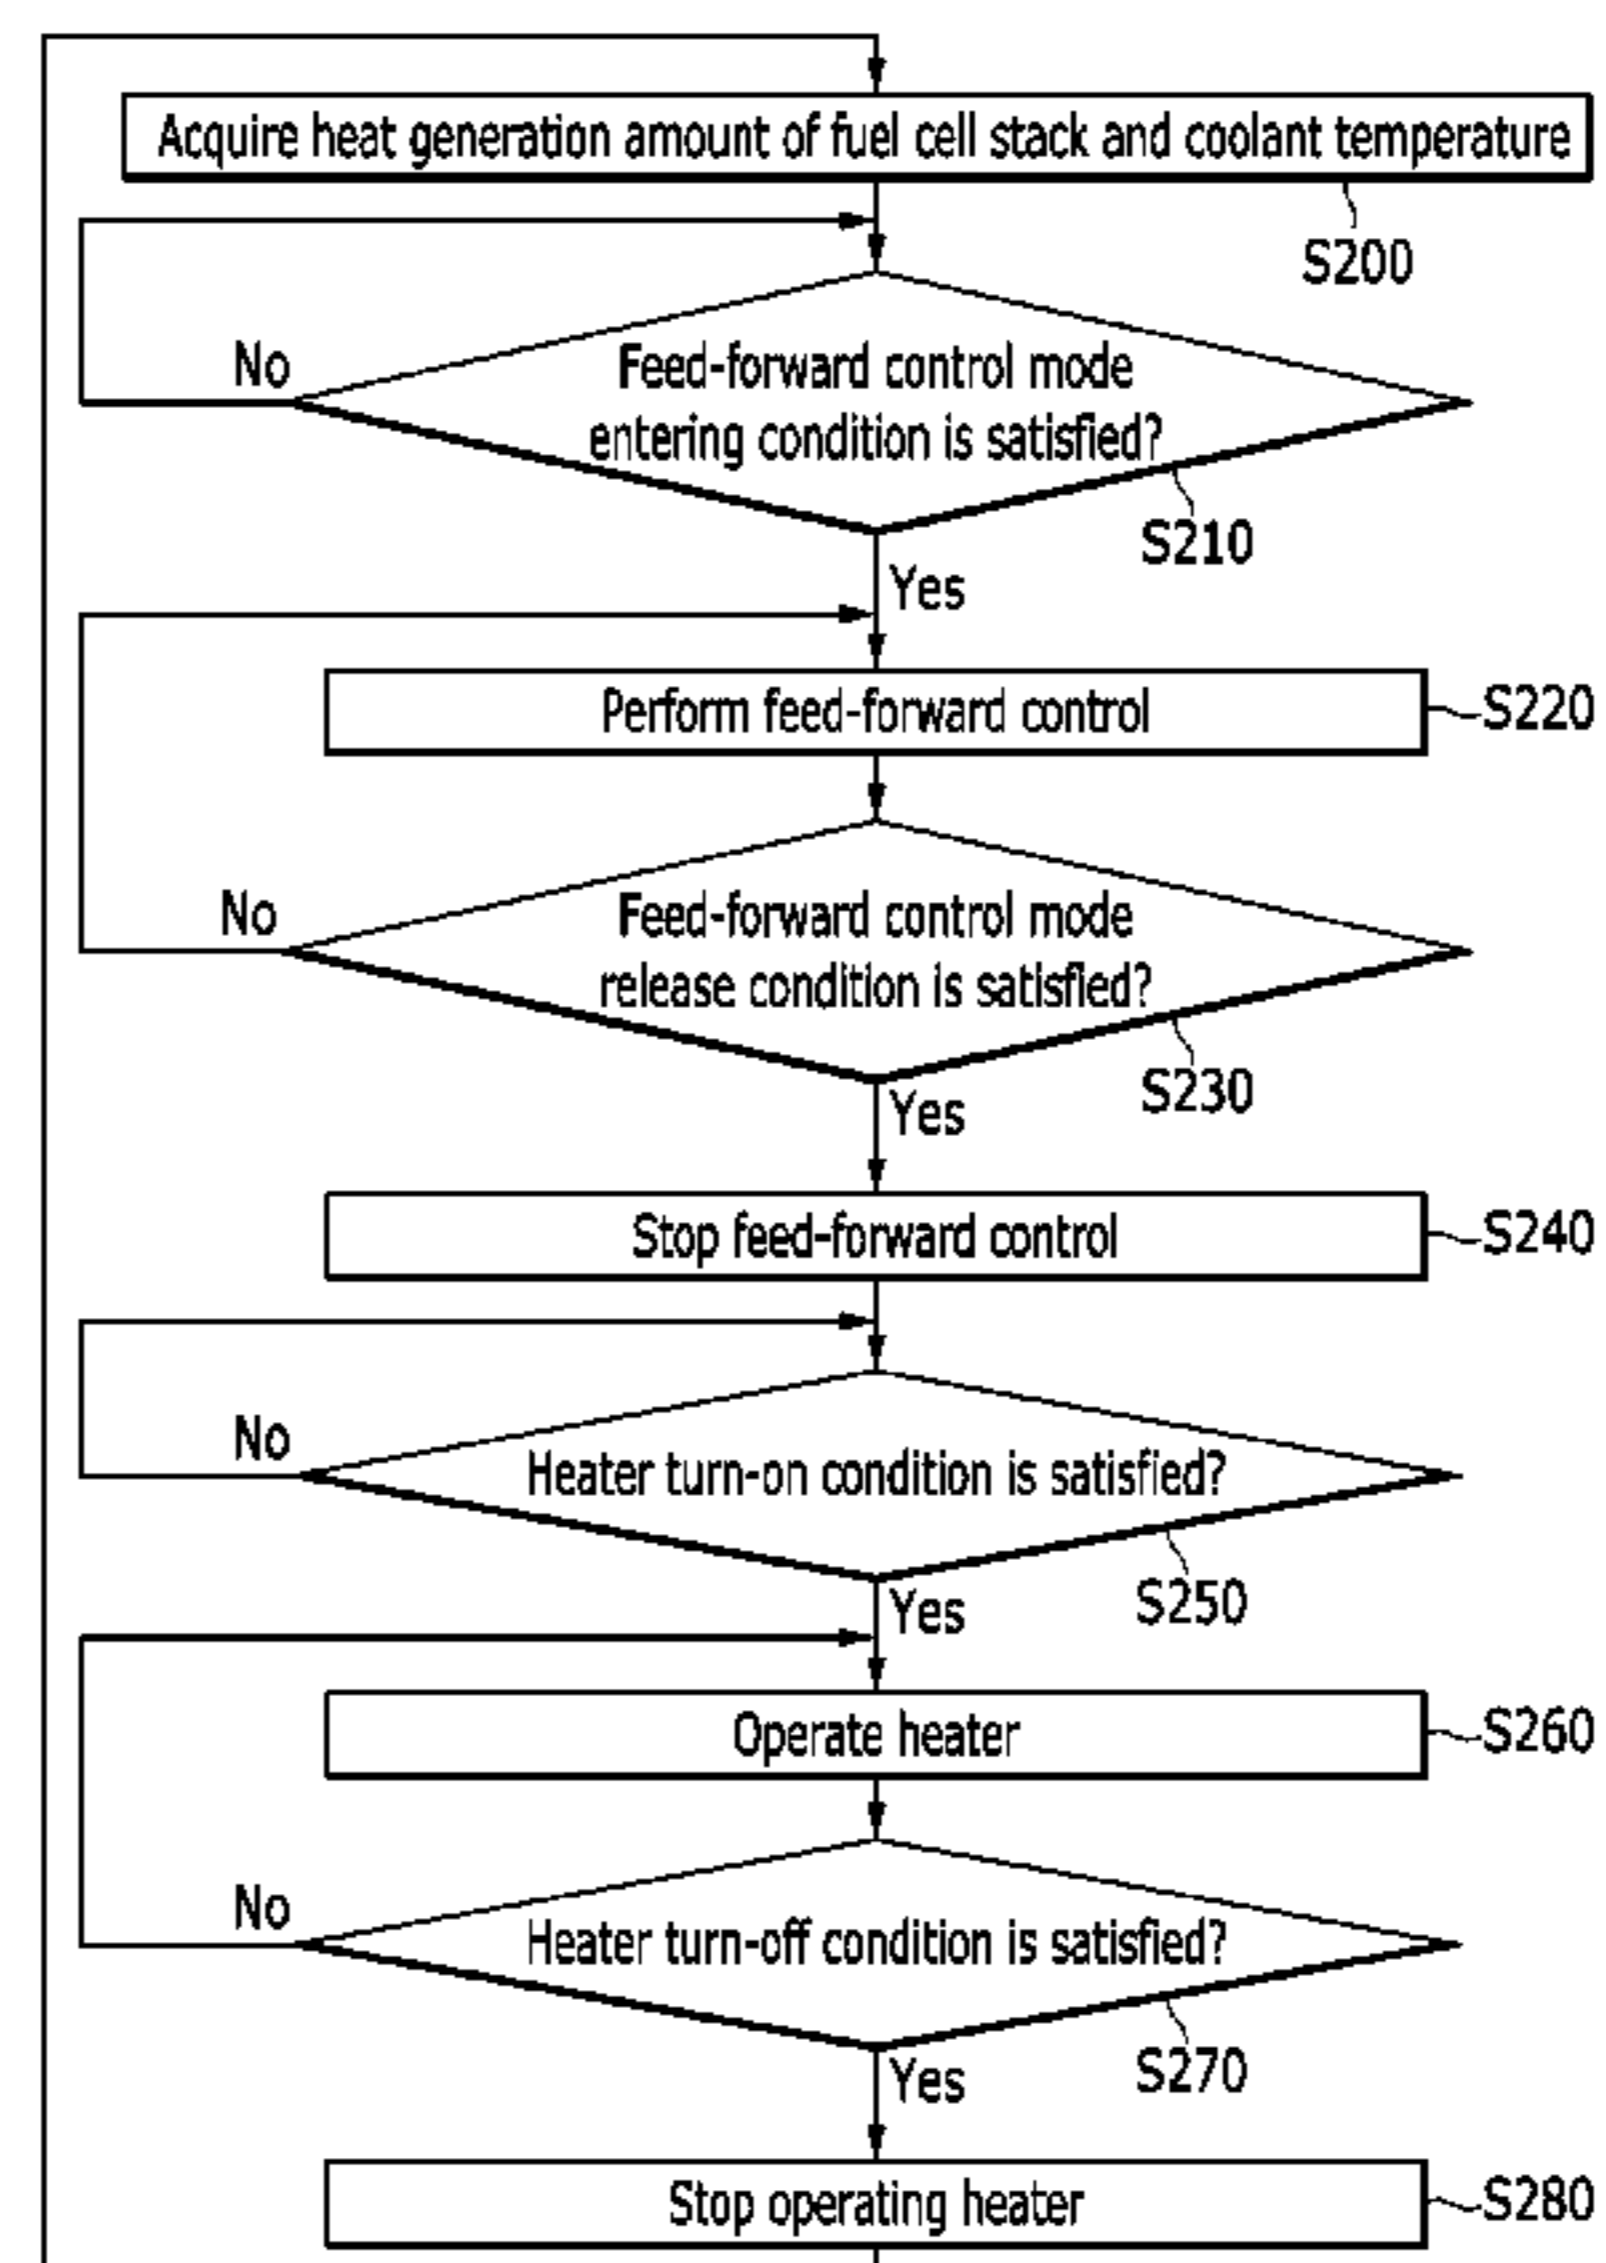 Acquire heat generation amount of fuel cell stack and coolant temperature
S200
No
Feed-forward control mode
entering condition is satisfied?
S210
Yes
Perform feed-forward control
S220
No
Feed-forward control mode
release condition is satisfied?
S230
Yes
Stop feed-forward control
S240
No
Heater turn-on condition is satisfied?
S250
Yes
Operate heater
S260
No
Heater turn-off condition is satisfied?
S270
Yes
Stop operating heater
S280